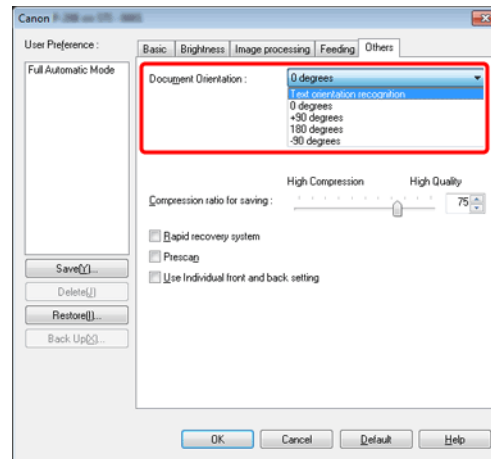 Canon
User Preference :
Full Automatic Mode
Save(Y)...
Delete(J)
Restore(I)...
Back Up(X)...
Basic
Brightness
Image processing
Feeding
Others
Document Orientation :
0 degrees
Text orientation recognition
0 degrees
+90 degrees
180 degrees
-90 degrees
High Compression
High Quality
Compression ratio for saving :
75
Rapid recovery system
Prescan
Use Individual front and back setting
OK
Cancel
Default
Help